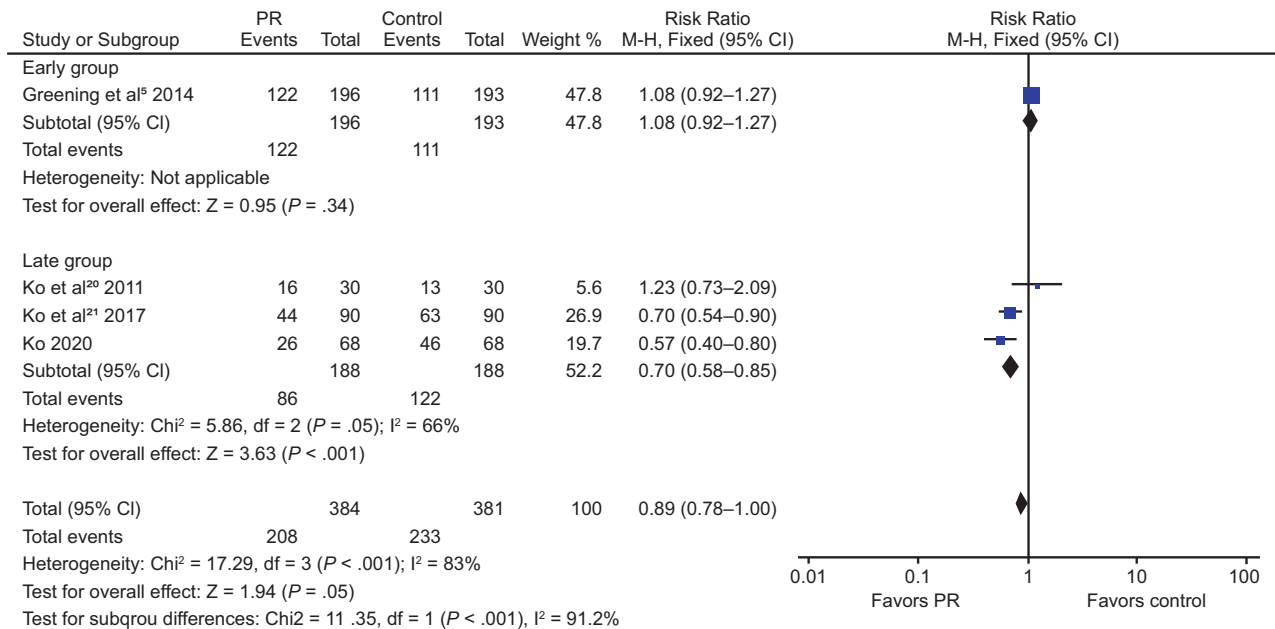 PR Control Risk Ratio Risk Ratio
Study or Subgroup Events Total Events Total Weight % M-H, Fixed (95% CI) M-H, Fixed (95% CI)
Early group
Greening et al⁵ 2014 122 196 111 193 47.8 1.08 (0.92–1.27)
Subtotal (95% CI) 196 193 47.8 1.08 (0.92–1.27)
Total events 122 111
Heterogeneity: Not applicable
Test for overall effect: Z = 0.95 (P = .34)
Late group
Ko et al²⁰ 2011 16 30 13 30 5.6 1.23 (0.73–2.09)
Ko et al²¹ 2017 44 90 63 90 26.9 0.70 (0.54–0.90)
Ko 2020 26 68 46 68 19.7 0.57 (0.40–0.80)
Subtotal (95% CI) 188 188 52.2 0.70 (0.58–0.85)
Total events 86 122
Heterogeneity: Chi² = 5.86, df = 2 (P = .05); I² = 66%
Test for overall effect: Z = 3.63 (P < .001)
Total (95% CI) 384 381 100 0.89 (0.78–1.00)
Total events 208 233
Heterogeneity: Chi² = 17.29, df = 3 (P < .001); I² = 83%
Test for overall effect: Z = 1.94 (P = .05)
Test for subqrou differences: Chi2 = 11 .35, df = 1 (P < .001), I² = 91.2%
0.01 0.1 1 10 100
Favors PR Favors control